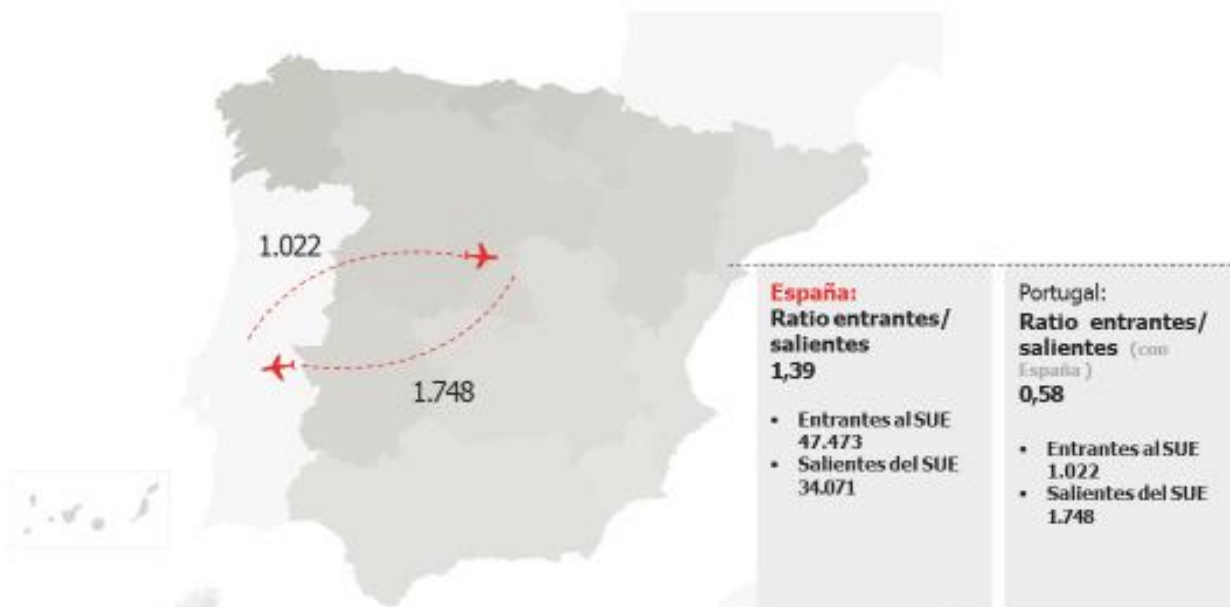 1.022
1.748
España:
Ratio entrantes/
salientes
1,39
• Entrantes al SUE
47.473
• Salientes del SUE
34.071
Portugal:
Ratio entrantes/
salientes (con
España )
0,58
• Entrantes al SUE
1.022
• Salientes del SUE
1.748